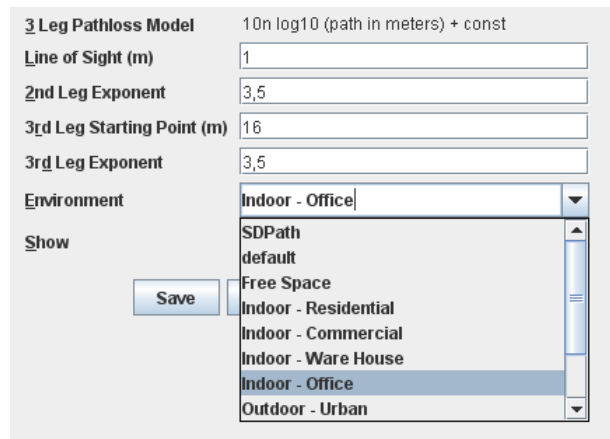 3 Leg Pathloss Model 10n log10 (path in meters) + const
Line of Sight (m) 1
2nd Leg Exponent 3,5
3rd Leg Starting Point (m) 16
3rd Leg Exponent 3,5
Environment Indoor - Office
Show
SDPath
default
Free Space
Indoor - Residential
Indoor - Commercial
Indoor - Ware House
Indoor - Office
Outdoor - Urban
Save